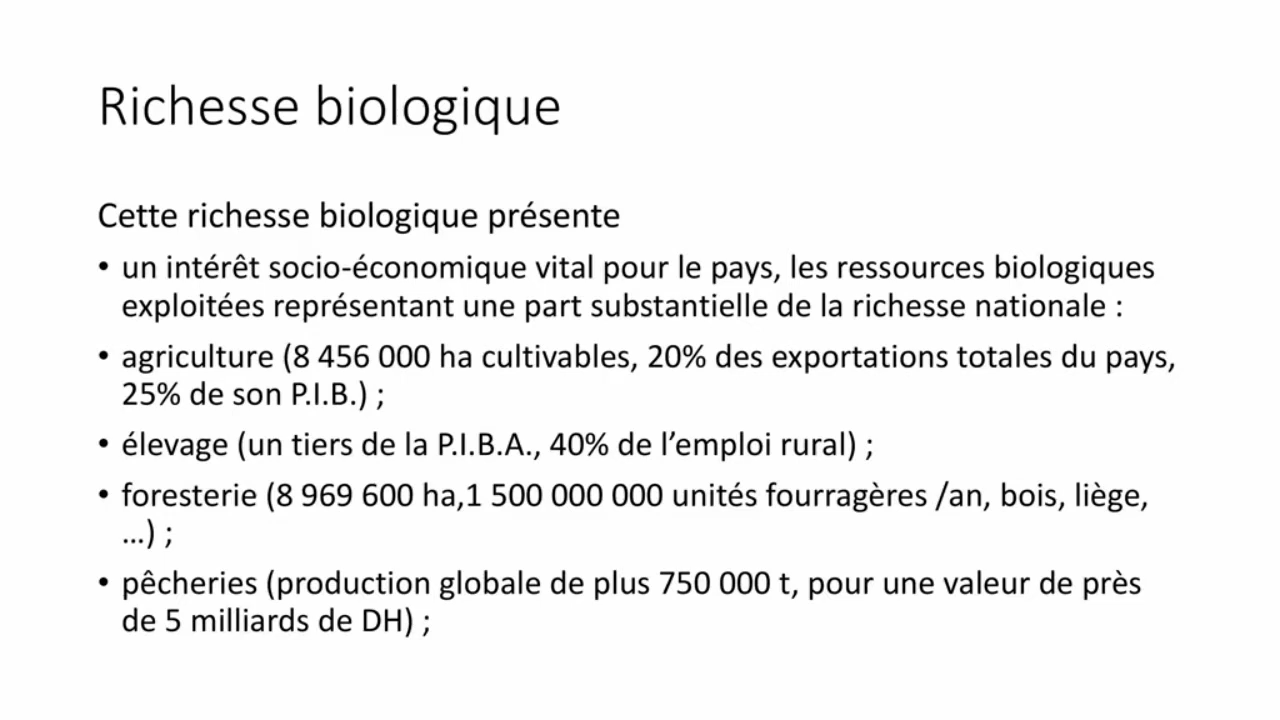 Richesse biologique
Cette richesse biologique présente
• un intérêt socio-économique vital pour le pays, les ressources biologiques
exploitées représentant une part substantielle de la richesse nationale :
• agriculture (8 456 000 ha cultivables, 20% des exportations totales du pays,
25% de son P.I.B.) ;
• élevage (un tiers de la P.I.B.A., 40% de l’emploi rural) ;
• foresterie (8 969 600 ha,1 500 000 000 unités fourragères /an, bois, liège,
…) ;
• pêcheries (production globale de plus 750 000 t, pour une valeur de près
de 5 milliards de DH) ;